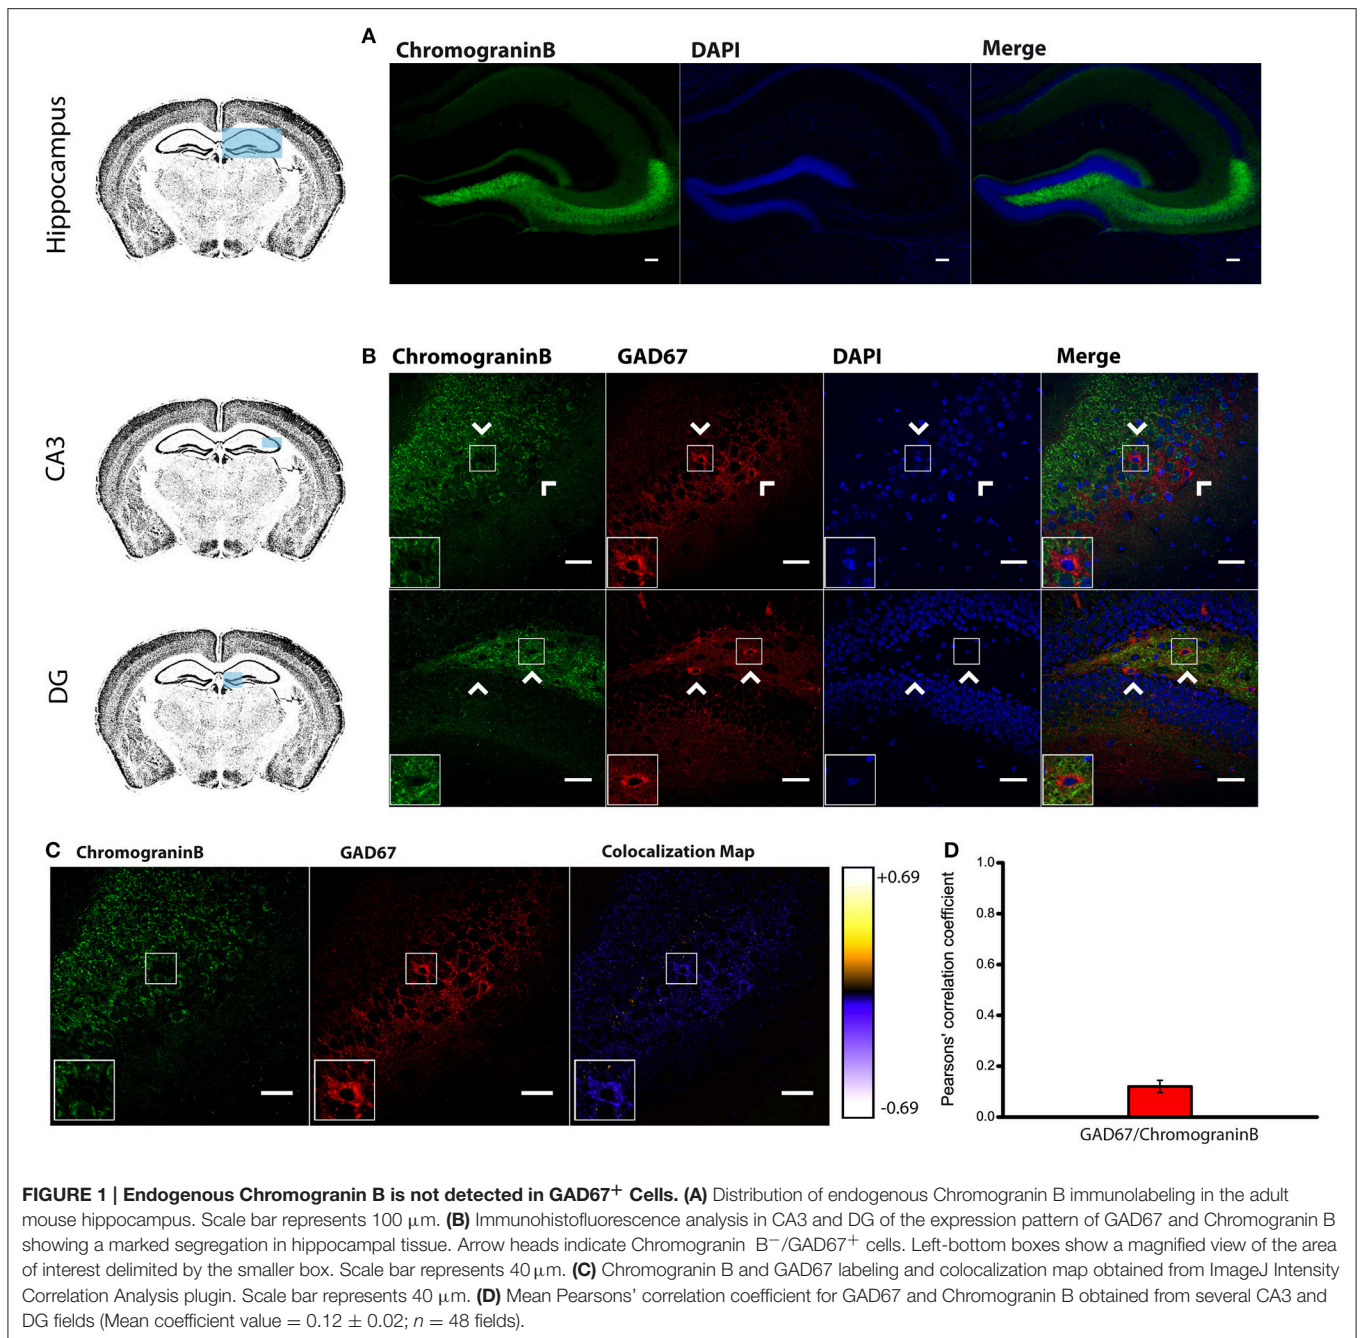 A
ChromograninB
DAPI
Merge
Hippocampus
B
ChromograninB
GAD67
DAPI
Merge
CA3
DG
C
ChromograninB
GAD67
Colocalization Map
+0.69
-0.69
D
Pearsons' correlation coefficient
1.0
0.8
0.6
0.4
0.2
0.0
GAD67/ChromograninB
FIGURE 1 | Endogenous Chromogranin B is not detected in GAD67+ Cells. (A) Distribution of endogenous Chromogranin B immunolabeling in the adult
mouse hippocampus. Scale bar represents 100 μm. (B) Immunohistofluorescence analysis in CA3 and DG of the expression pattern of GAD67 and Chromogranin B
showing a marked segregation in hippocampal tissue. Arrow heads indicate Chromogranin B−/GAD67+ cells. Left-bottom boxes show a magnified view of the area
of interest delimited by the smaller box. Scale bar represents 40 μm. (C) Chromogranin B and GAD67 labeling and colocalization map obtained from ImageJ Intensity
Correlation Analysis plugin. Scale bar represents 40 μm. (D) Mean Pearsons' correlation coefficient for GAD67 and Chromogranin B obtained from several CA3 and
DG fields (Mean coefficient value = 0.12 ± 0.02; n = 48 fields).